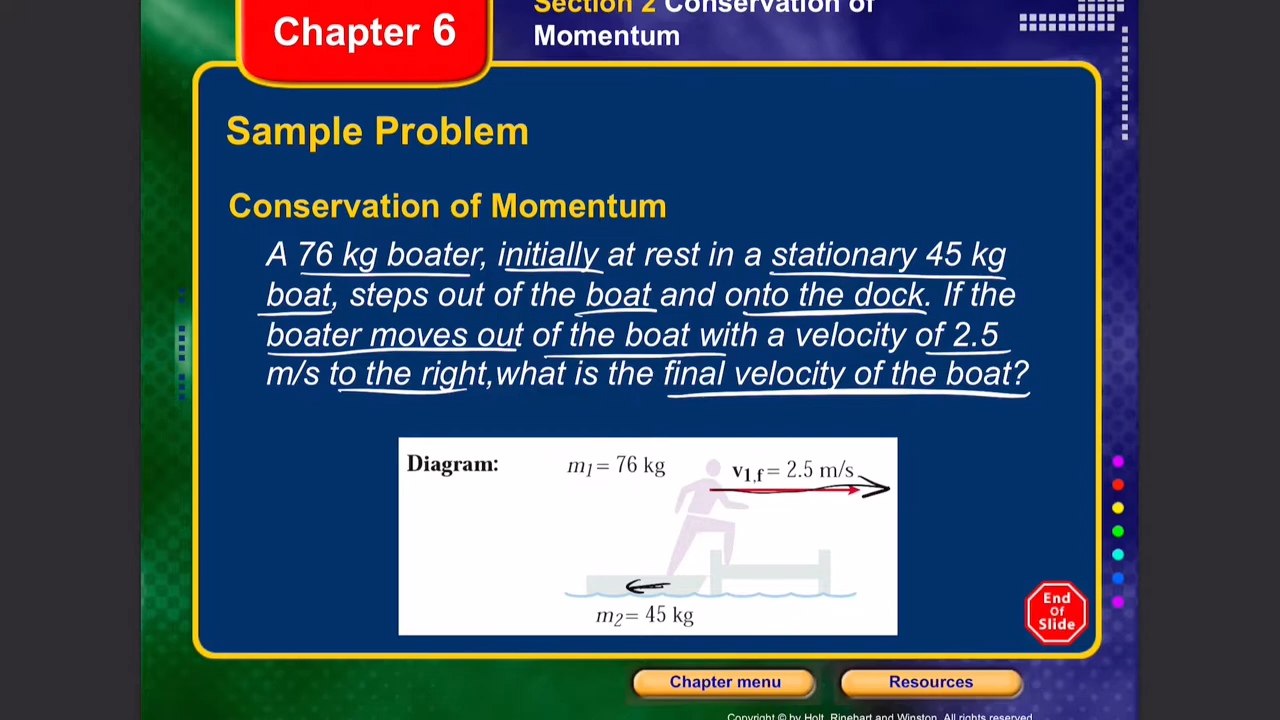 Section 2 Conservation of
Chapter 6
Momentum
Sample Problem
Conservation of Momentum
A 76 kg boater, initially at rest in a stationary 45 kg
boat, steps out of the boat and onto the dock. If the
boater moves out of the boat with a velocity of 2.5
m/s to the right,what is the final velocity of the boat?
Diagram:
m1= 76 kg
v1,f= 2.5 m/s
m2= 45 kg
End
Of
Slide
Chapter menu
Resources
Copyright © by Holt, Rinehart and Winston. All rights reserved.